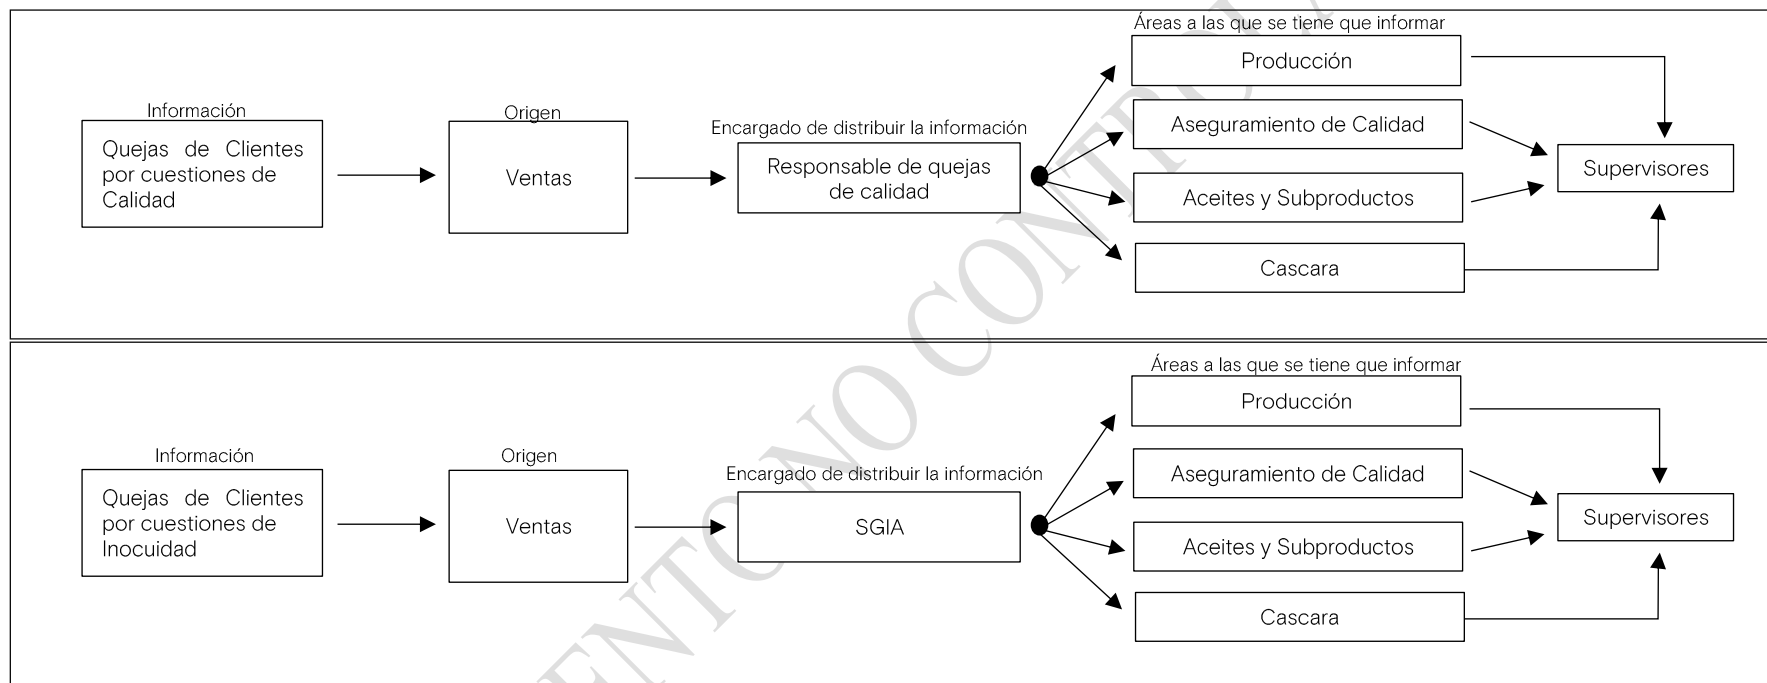 Áreas a las que se tiene que informar
Producción
Información
Origen
Encargado de distribuir la información
Aseguramiento de Calidad
Quejas de Clientes
por cuestiones de
Calidad
Ventas
Responsable de quejas
de calidad
Supervisores
Aceites y Subproductos
Cascara
Áreas a las que se tiene que informar
Producción
Información
Origen
Encargado de distribuir la información
Aseguramiento de Calidad
Quejas de Clientes
por cuestiones de
Inocuidad
Ventas
SGIA
Supervisores
Aceites y Subproductos
Cascara
NO